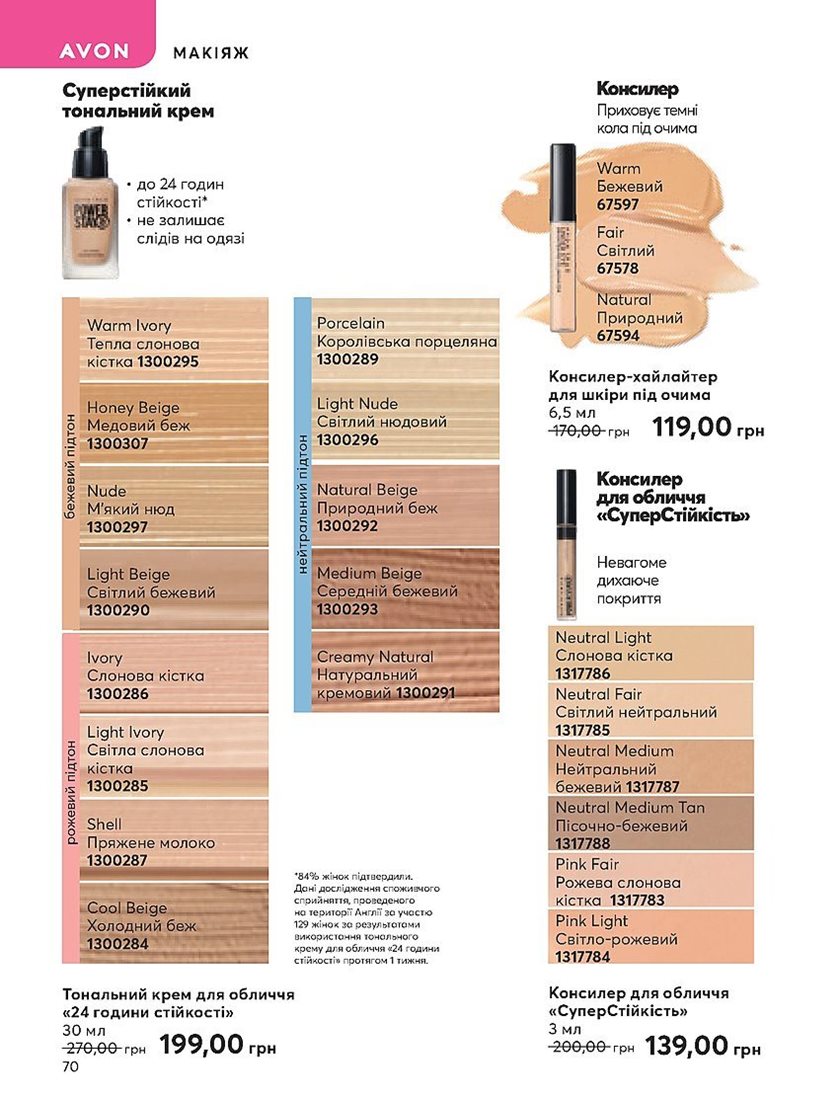 AVON
МАКІЯЖ
Суперстійкий
тональний крем
POWER
STAY
• до 24 годин
стійкості*
• не залишає
слідів на одязі
бежевий підтон
Warm Ivory
Тепла слонова
кістка 1300295
Honey Beige
Медовий беж
1300307
Nude
М'який нюд
1300297
Light Beige
Світлий бежевий
1300290
рожевий підтон
Ivory
Слонова кістка
1300286
Light Ivory
Світла слонова
кістка
1300285
Shell
Пряжене молоко
1300287
Cool Beige
Холодний беж
1300284
Тональний крем для обличчя
«24 години стійкості»
30 мл
270,00 грн 199,00 грн
70
нейтральний підтон
Porcelain
Королівська порцеляна
1300289
Light Nude
Світлий нюдовий
1300296
Natural Beige
Природний беж
1300292
Medium Beige
Середній бежевий
1300293
Creamy Natural
Натуральний
кремовий 1300291
*84% жінок підтвердили.
Дані дослідження споживчого
сприйняття, проведеного
на території Англії за участю
129 жінок за результатами
використання тонального
крему для обличчя «24 години
стійкості» протягом 1 тижня.
Консилер
Приховує темні
кола під очима
Warm
Бежевий
67597
Fair
Світлий
67578
Natural
Природний
67594
Консилер-хайлайтер
для шкіри під очима
6,5 мл
170,00 грн 119,00 грн
Консилер
для обличчя
«СуперСтійкість»
Невагоме
дихаюче
покриття
Neutral Light
Слонова кістка
1317786
Neutral Fair
Світлий нейтральний
1317785
Neutral Medium
Нейтральний
бежевий 1317787
Neutral Medium Tan
Пісочно-бежевий
1317788
Pink Fair
Рожева слонова
кістка 1317783
Pink Light
Світло-рожевий
1317784
Консилер для обличчя
«СуперСтійкість»
3 мл
200,00 грн 139,00 грн